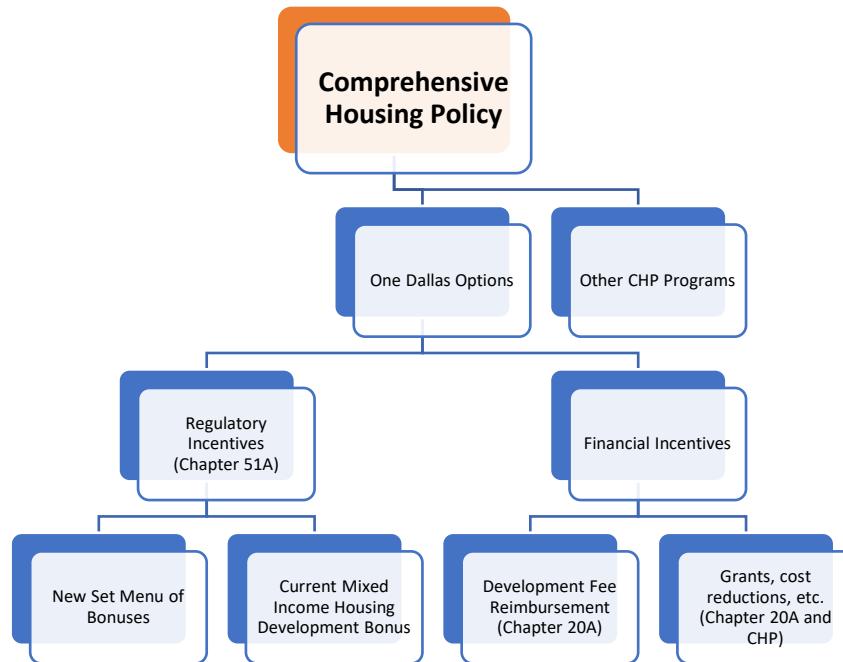 Comprehensive
Housing Policy
One Dallas Options
Other CHP Programs
Regulatory
Incentives
(Chapter 51A)
Financial Incentives
New Set Menu of
Bonuses
Current Mixed
Income Housing
Development Bonus
Development Fee
Reimbursement
(Chapter 20A)
Grants, cost
reductions, etc.
(Chapter 20A and
CHP)